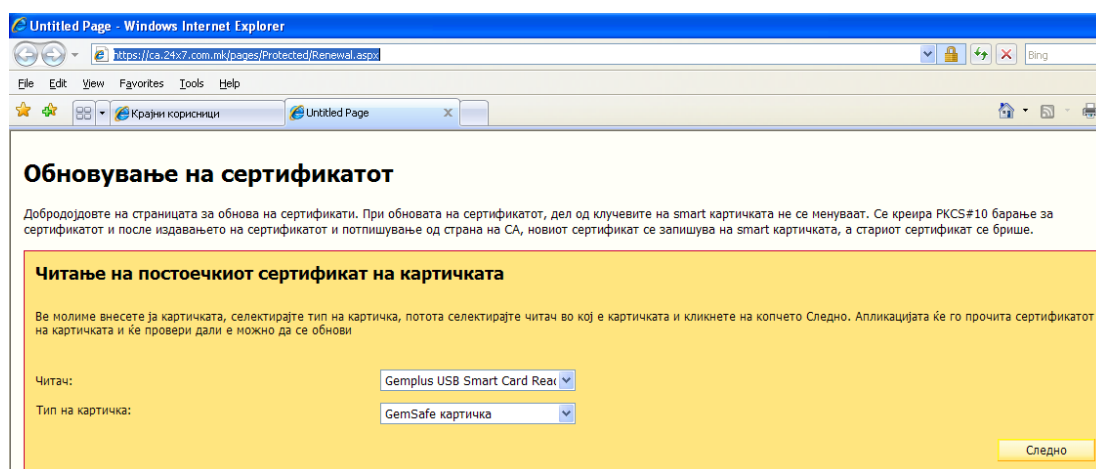 Untitled Page - Windows Internet Explorer
https://ca.24x7.com.mk/pages/Protected/Renewal.aspx
Bing
File Edit View Favorites Tools Help
Крајни корисници
Untitled Page
Обновување на сертификатот
Добродојдовте на страницата за обнова на сертификати. При обновата на сертификатот, дел од клучевите на smart картичката не се менуваат. Се креира PKCS#10 барање за
сертификатот и после издавањето на сертификатот и потпишување од страна на CA, новиот сертификат се запишува на smart картичката, а стариот сертификат се брише.
Читање на постоечкиот сертификат на картичката
Ве молиме внесете ја картичката, селектирајте тип на картичка, потота селектирајте читач во кој е картичката и кликнете на копчето Следно. Апликацијата ќе го прочита сертификатот
на картичката и ќе провери дали е можно да се обнови
Читач:
Gemplus USB Smart Card Read
Тип на картичка:
GemSafe картичка
Следно